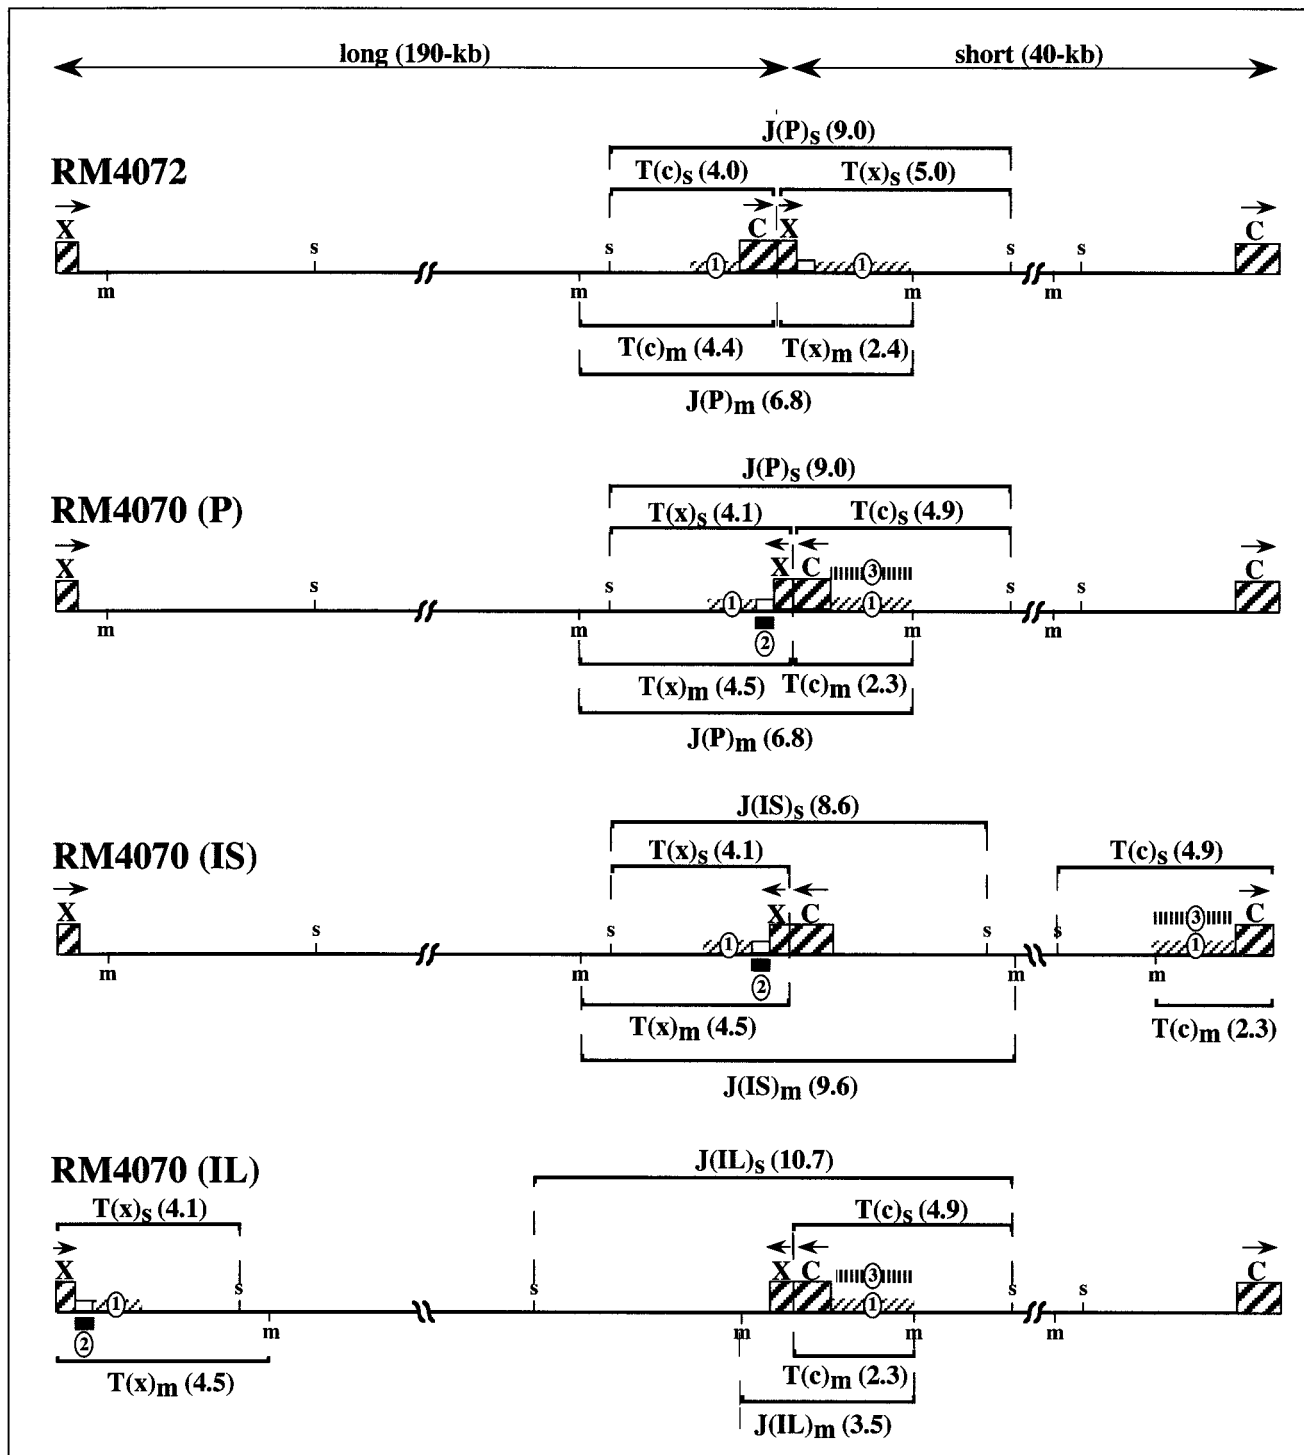 long (190-kb) short (40-kb)
J(P)s (9.0)
RM4072
T(c)s (4.0) T(x)s (5.0)
X C X C
s s s s
1 1
m m m m
T(c)m (4.4) T(x)m (2.4)
J(P)m (6.8)
J(P)s (9.0)
RM4070 (P)
T(x)s (4.1) T(c)s (4.9)
X X C C
3
s s s s
1 1
m m m m
2
T(x)m (4.5) T(c)m (2.3)
J(P)m (6.8)
J(IS)s (8.6)
RM4070 (IS)
T(x)s (4.1) T(c)s (4.9)
X X C C
3
s s s s
1 1
m m m m
2
T(x)m (4.5) T(c)m (2.3)
J(IS)m (9.6)
RM4070 (IL)
J(IL)s (10.7)
T(x)s (4.1) T(c)s (4.9)
X X C C
3
s s s s
1 1
m m m m
2
T(x)m (4.5) T(c)m (2.3)
J(IL)m (3.5)